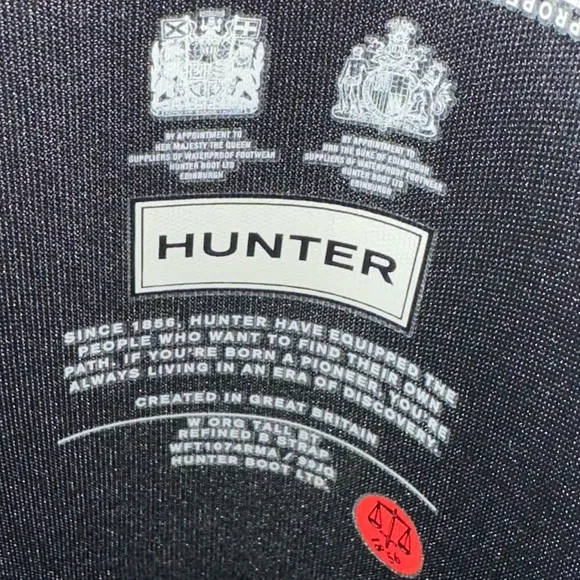 PROPE
BY APPOINTMENT TO
HER MAJESTY THE QUEEN
SUPPLIERS OF WATERPROOF FOOTWEAR
HUNTER BOOT LTD
EDINBURGH
BY APPOINTMENT TO
HRH THE DUKE OF EDINBURGH
SUPPLIERS OF WATERPROOF FOOTWEAR
HUNTER BOOT LTD
EDINBURGH
HUNTER
SINCE 1856, HUNTER HAVE EQUIPPED THE
PEOPLE WHO WANT TO FIND THEIR OWN
PATH. IF YOU'RE BORN A PIONEER, YOU'RE
ALWAYS LIVING IN AN ERA OF DISCOVERY.
CREATED IN GREAT BRITAIN
W ORG TALL BT
REFINED B STRAP
HUNTER BOOT LTD.
1856